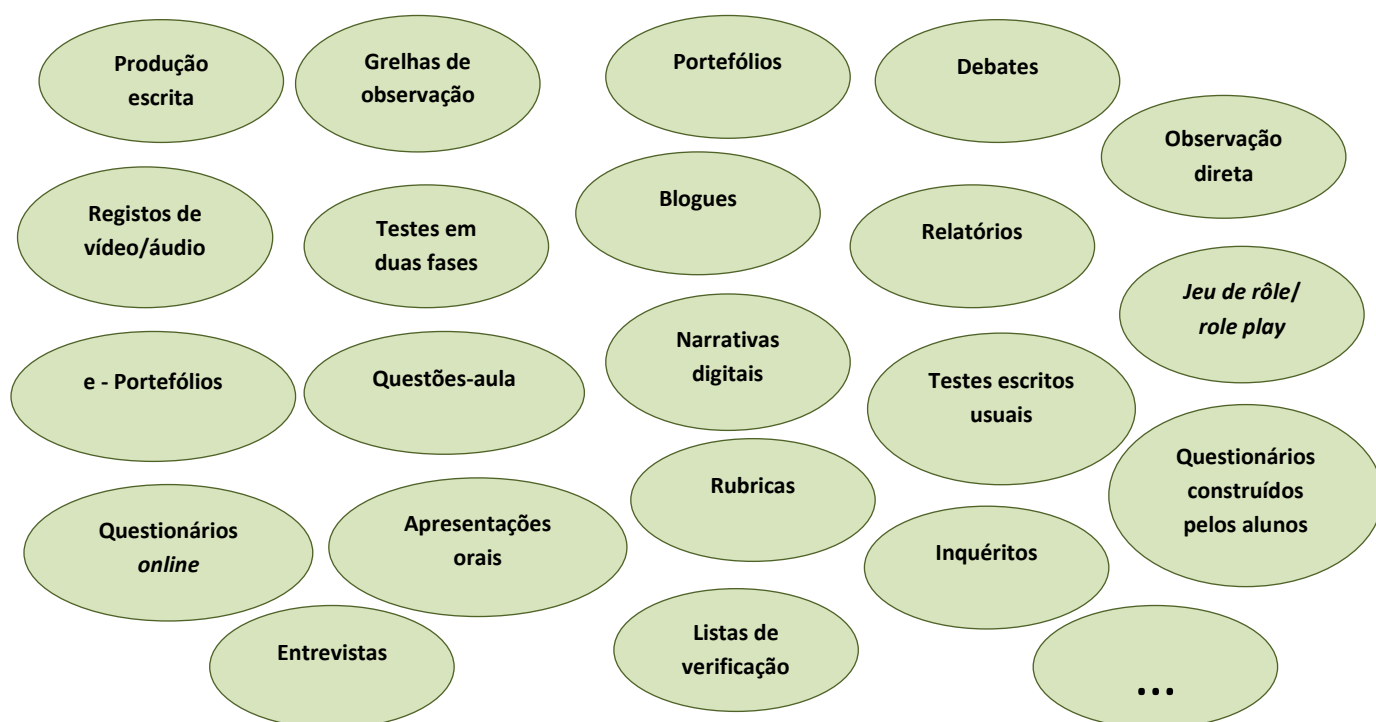 Produção
escrita
Grelhas de
observação
Portefólios
Debates
Observação
direta
Registos de
vídeo/áudio
Testes em
duas fases
Blogues
Relatórios
Jeu de rôle/
role play
e - Portefólios
Questões-aula
Narrativas
digitais
Testes escritos
usuais
Questionários
construídos
pelos alunos
Rubricas
Questionários
online
Apresentações
orais
Inquéritos
Entrevistas
Listas de
verificação
...